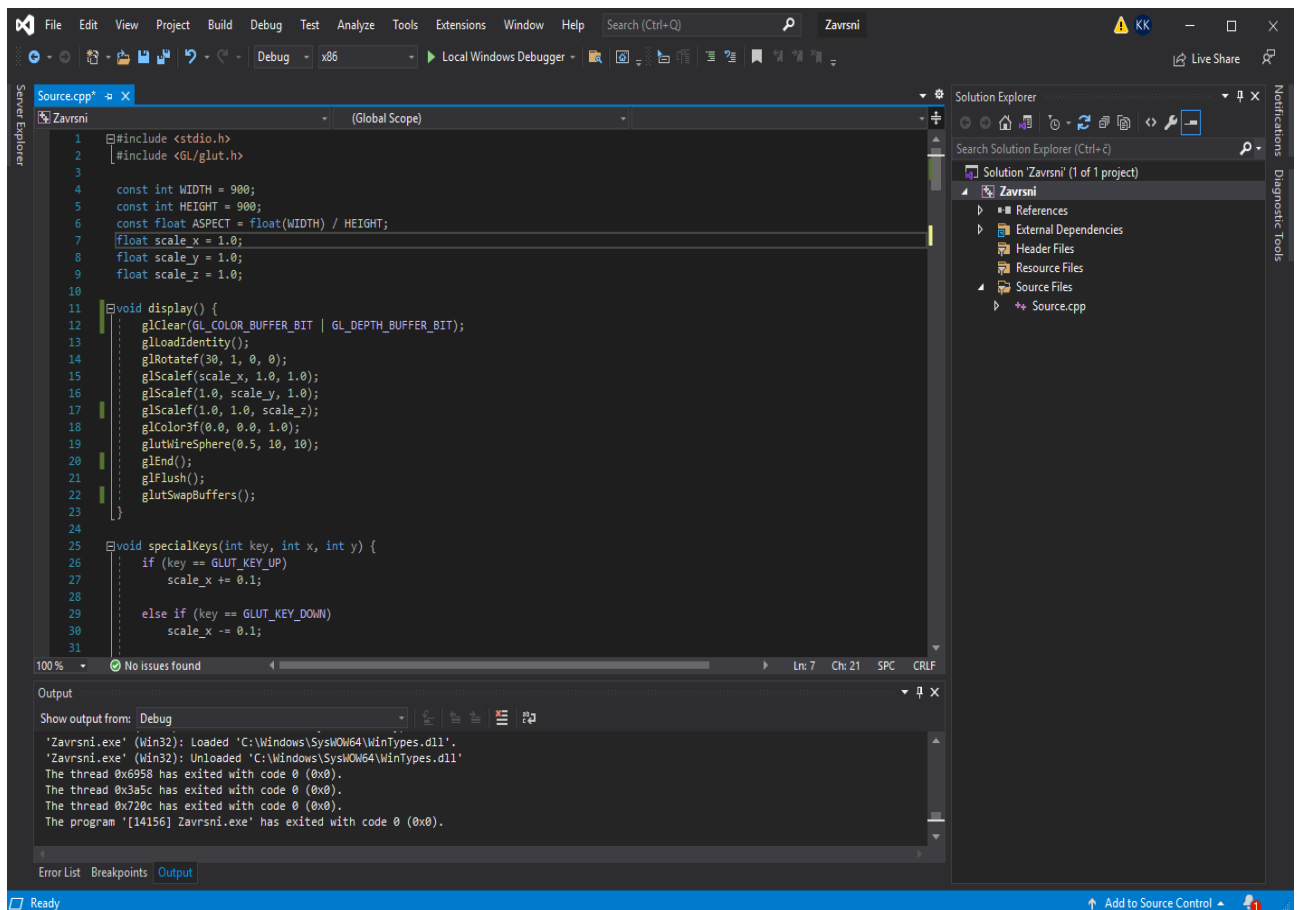 File Edit View Project Build Debug Test Analyze Tools Extensions Window Help Search (Ctrl+Q) Zavrsni KK
Debug x86 Local Windows Debugger Live Share
Server Explorer
Source.cpp*
Zavrsni (Global Scope)
1 #include <stdio.h>
2 #include <GL/glut.h>
3
4 const int WIDTH = 900;
5 const int HEIGHT = 900;
6 const float ASPECT = float(WIDTH) / HEIGHT;
7 float scale_x = 1.0;
8 float scale_y = 1.0;
9 float scale_z = 1.0;
10
11 void display() {
12 glClear(GL_COLOR_BUFFER_BIT | GL_DEPTH_BUFFER_BIT);
13 glLoadIdentity();
14 glRotatef(30, 1, 0, 0);
15 glScalef(scale_x, 1.0, 1.0);
16 glScalef(1.0, scale_y, 1.0);
17 glScalef(1.0, 1.0, scale_z);
18 glColor3f(0.0, 0.0, 1.0);
19 glutWireSphere(0.5, 10, 10);
20 glEnd();
21 glFlush();
22 glutSwapBuffers();
23 }
24
25 void specialKeys(int key, int x, int y) {
26 if (key == GLUT_KEY_UP)
27 scale_x += 0.1;
28
29 else if (key == GLUT_KEY_DOWN)
30 scale_x -= 0.1;
31
100 % No issues found Ln: 7 Ch: 21 SPC CRLF
Output
Show output from: Debug
'Zavrsni.exe' (Win32): Loaded 'C:\Windows\SysWOW64\WinTypes.dll'.
'Zavrsni.exe' (Win32): Unloaded 'C:\Windows\SysWOW64\WinTypes.dll'
The thread 0x6958 has exited with code 0 (0x0).
The thread 0x3a5c has exited with code 0 (0x0).
The thread 0x720c has exited with code 0 (0x0).
The program '[14156] Zavrsni.exe' has exited with code 0 (0x0).
Error List Breakpoints Output
Solution Explorer
Search Solution Explorer (Ctrl+č)
Solution 'Zavrsni' (1 of 1 project)
Zavrsni
References
External Dependencies
Header Files
Resource Files
Source Files
Source.cpp
Notifications
Diagnostic Tools
Ready Add to Source Control 1